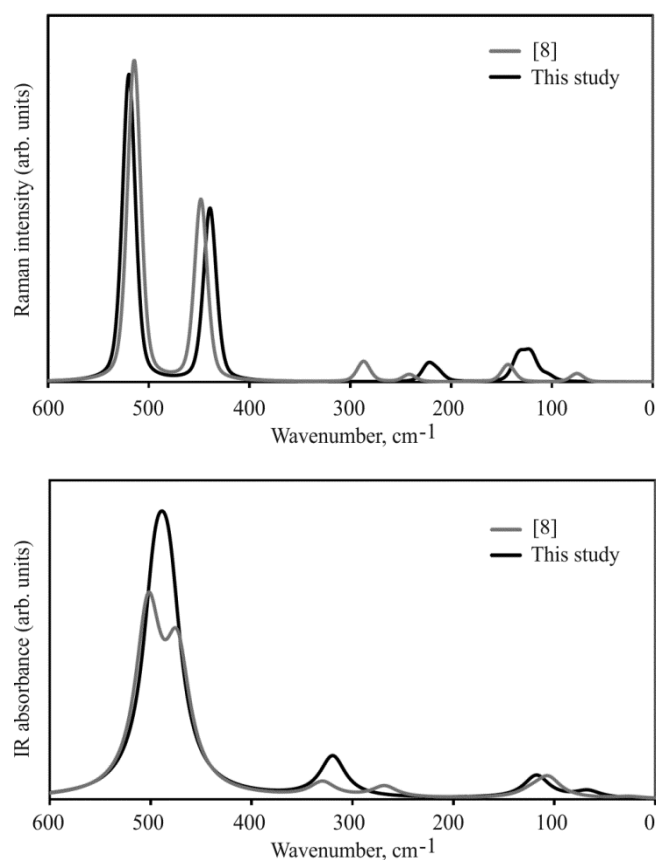 Raman intensity (arb. units)
[8]
This study
600 500 400 300 200 100 0
Wavenumber, cm-1
IR absorbance (arb. units)
[8]
This study
600 500 400 300 200 100 0
Wavenumber, cm-1